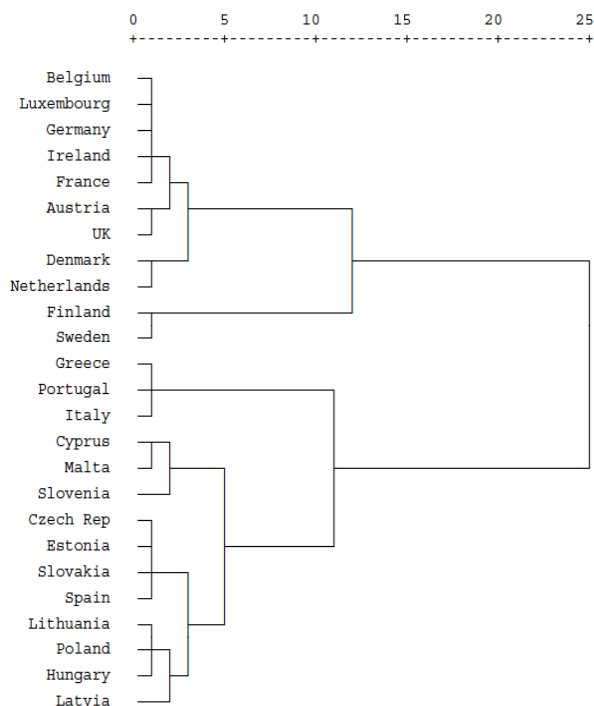 0 5 10 15 20 25
+---------+---------+---------+---------+---------+
Belgium
Luxembourg
Germany
Ireland
France
Austria
UK
Denmark
Netherlands
Finland
Sweden
Greece
Portugal
Italy
Cyprus
Malta
Slovenia
Czech Rep
Estonia
Slovakia
Spain
Lithuania
Poland
Hungary
Latvia